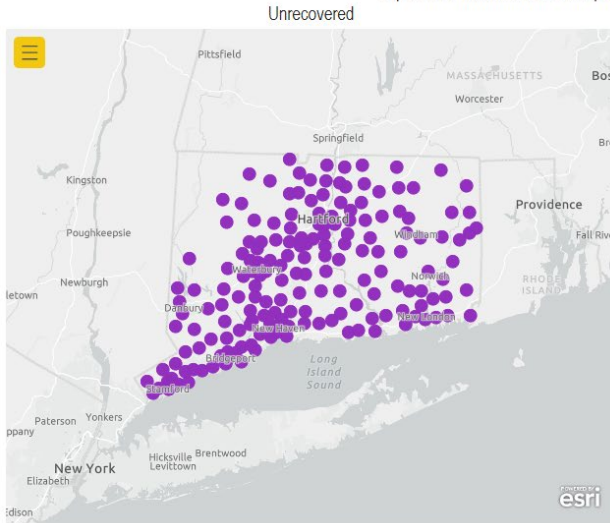 Unrecovered
Pittsfield
MASSACHUSETTS
Bos
Worcester
Springfield
Br
Kingston
Hartford
Providence
Poughkeepsie
Windham
Fall Riv
Waterbury
Norwich
RHODE
ISLAND
Newburgh
letown
Danbury
New London
New Haven
Bridgeport
Long
Island
Sound
Stamford
Paterson
Yonkers
ppany
Hicksville
Brentwood
Levittown
New York
Elizabeth
POWERED BY
esri
Edison